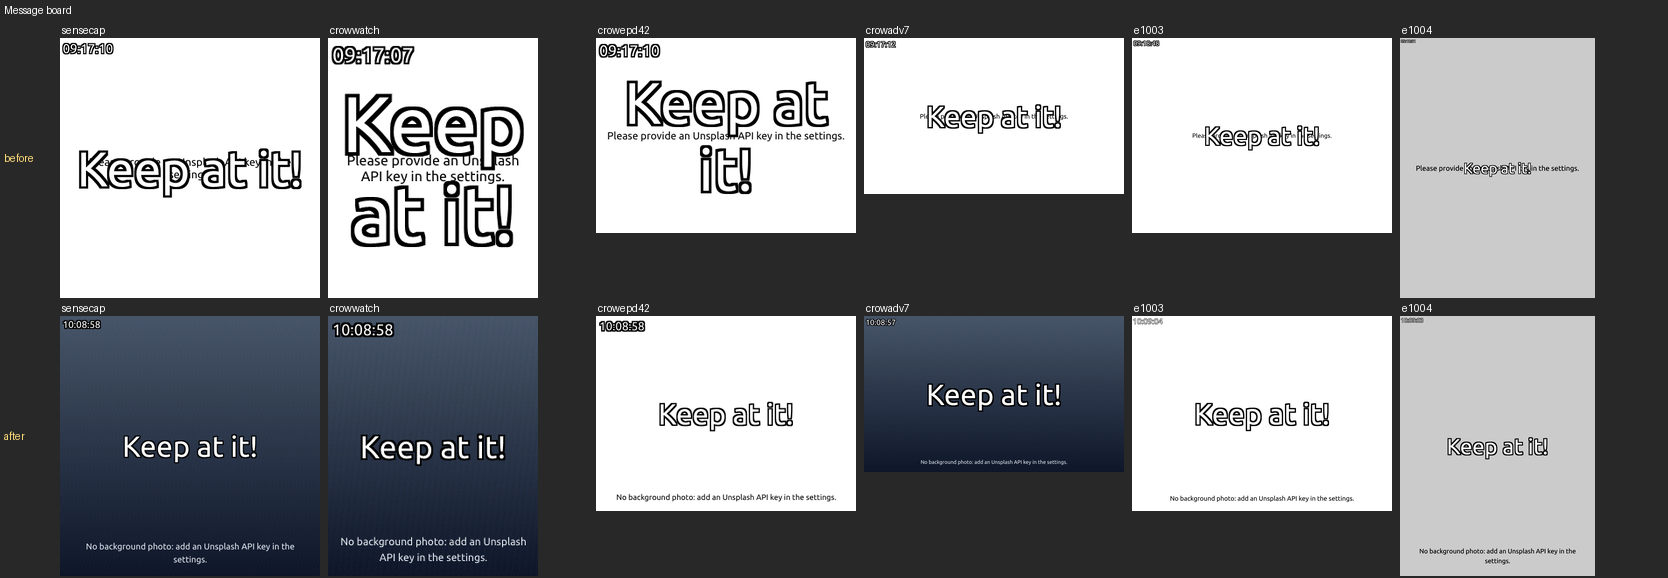 Message board
sensecap
crowwatch
crowepd42
crowadv7
e1003
e1004
before
09:17:10
Keep at it!
09:17:07
Keep
Please provide an Unsplash
API key in the settings.
at it!
09:17:10
Keep at
Please provide an Unsplash API key in the settings.
it!
09:17:12
Keep at it!
Keep at it!
Please provide
Keep at it!
in the settings.
sensecap
crowwatch
crowepd42
crowadv7
e1003
e1004
after
10:08:58
Keep at it!
No background photo: add an Unsplash API key in the
settings.
10:08:58
Keep at it!
No background photo: add an Unsplash
API key in the settings.
10:08:58
Keep at it!
No background photo: add an Unsplash API key in the settings.
10:08:57
Keep at it!
No background photo: add an Unsplash API key in the settings.
10:09:04
Keep at it!
No background photo: add an Unsplash API key in the settings.
Keep at it!
No background photo: add an Unsplash API key in the
settings.